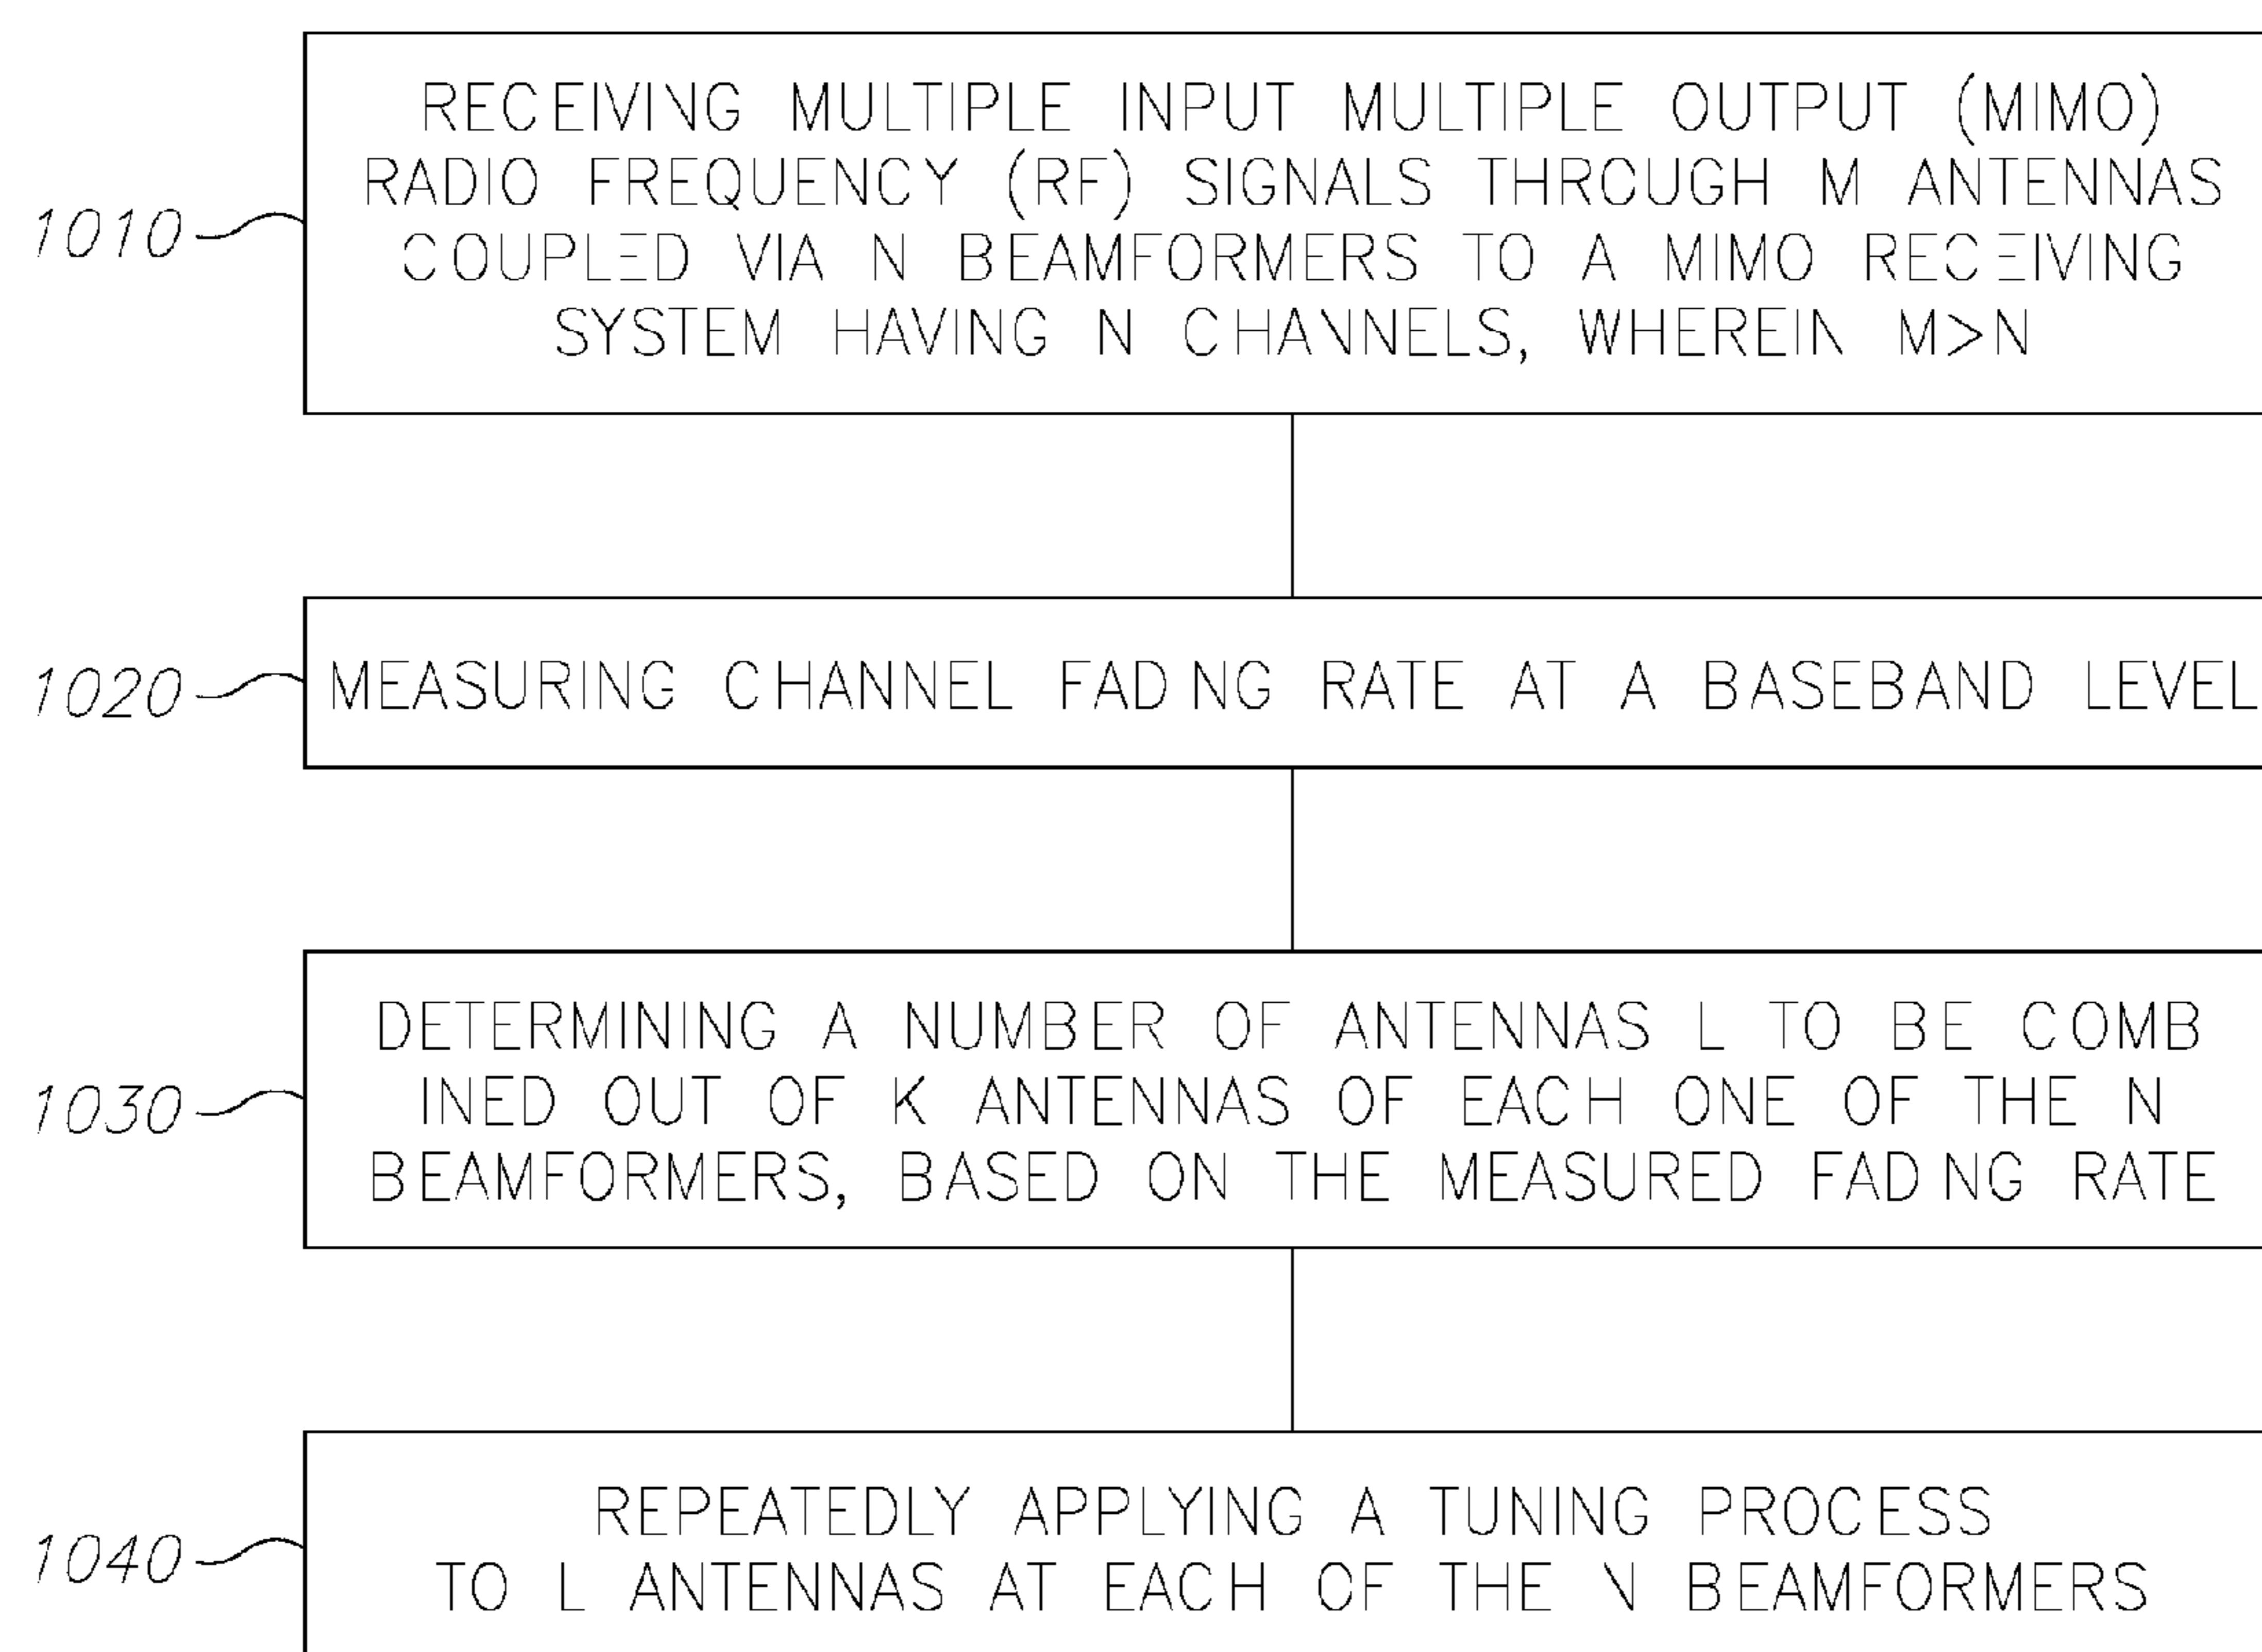 RECEIVING MULTIPLE INPUT MULTIPLE OUTPUT (MIMO)
RADIO FREQUENCY (RF) SIGNALS THROUGH M ANTENNAS
1010
COUPLED VIA N BEAMFORMERS TO A MIMO RECEIVING
SYSTEM HAVING N CHANNELS, WHEREIN M>N
1020
MEASURING CHANNEL FADING RATE AT A BASEBAND LEVEL
DETERMINING A NUMBER OF ANTENNAS L TO BE COMB
1030
INED OUT OF K ANTENNAS OF EACH ONE OF THE N
BEAMFORMERS, BASED ON THE MEASURED FADING RATE
REPEATEDLY APPLYING A TUNING PROCESS
1040
TO L ANTENNAS AT EACH OF THE N BEAMFORMERS